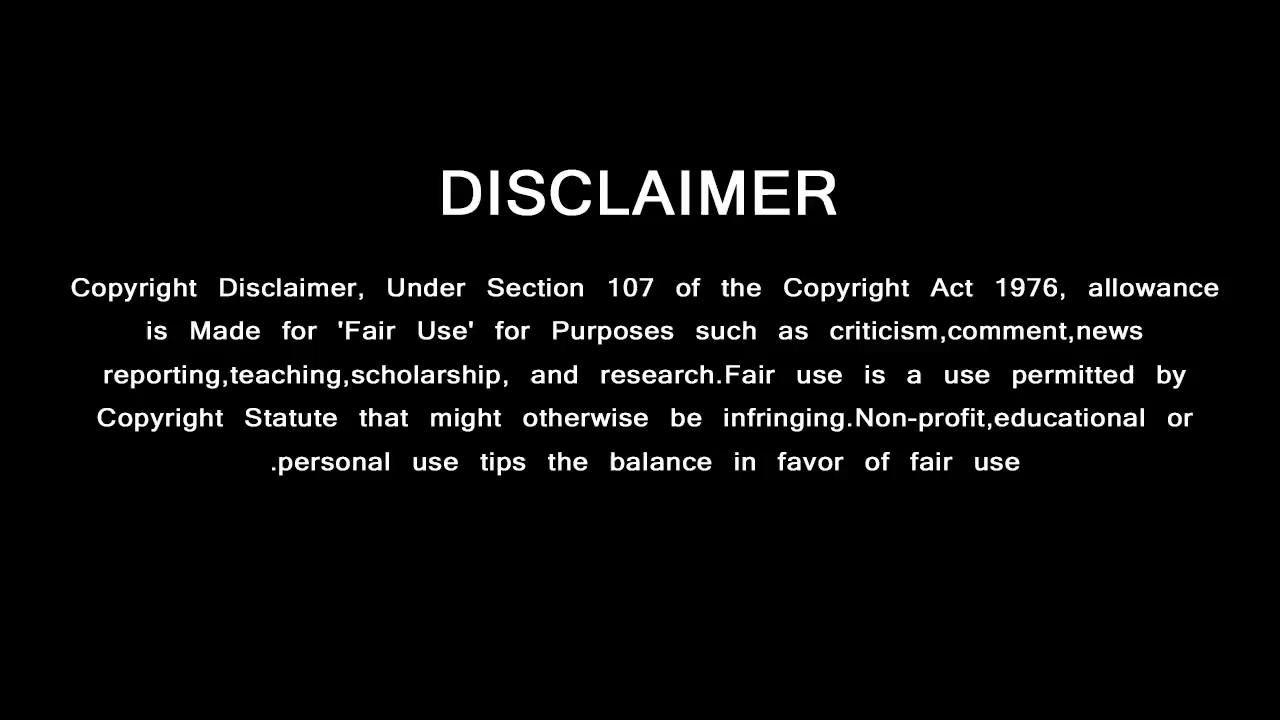 DISCLAIMER
Copyright Disclaimer, Under Section 107 of the Copyright Act 1976, allowance
is Made for 'Fair Use' for Purposes such as criticism,comment,news
reporting,teaching,scholarship, and research.Fair use is a use permitted by
Copyright Statute that might otherwise be infringing.Non-profit,educational or
.personal use tips the balance in favor of fair use